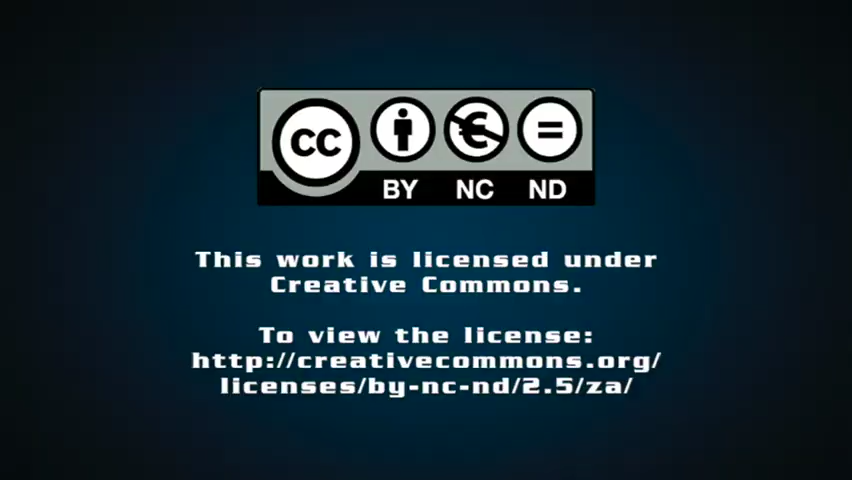 CC
BY NC ND
This work is licensed under
Creative Commons.
To view the license:
http://creativecommons.org/
licenses/by-nc-nd/2.5/za/